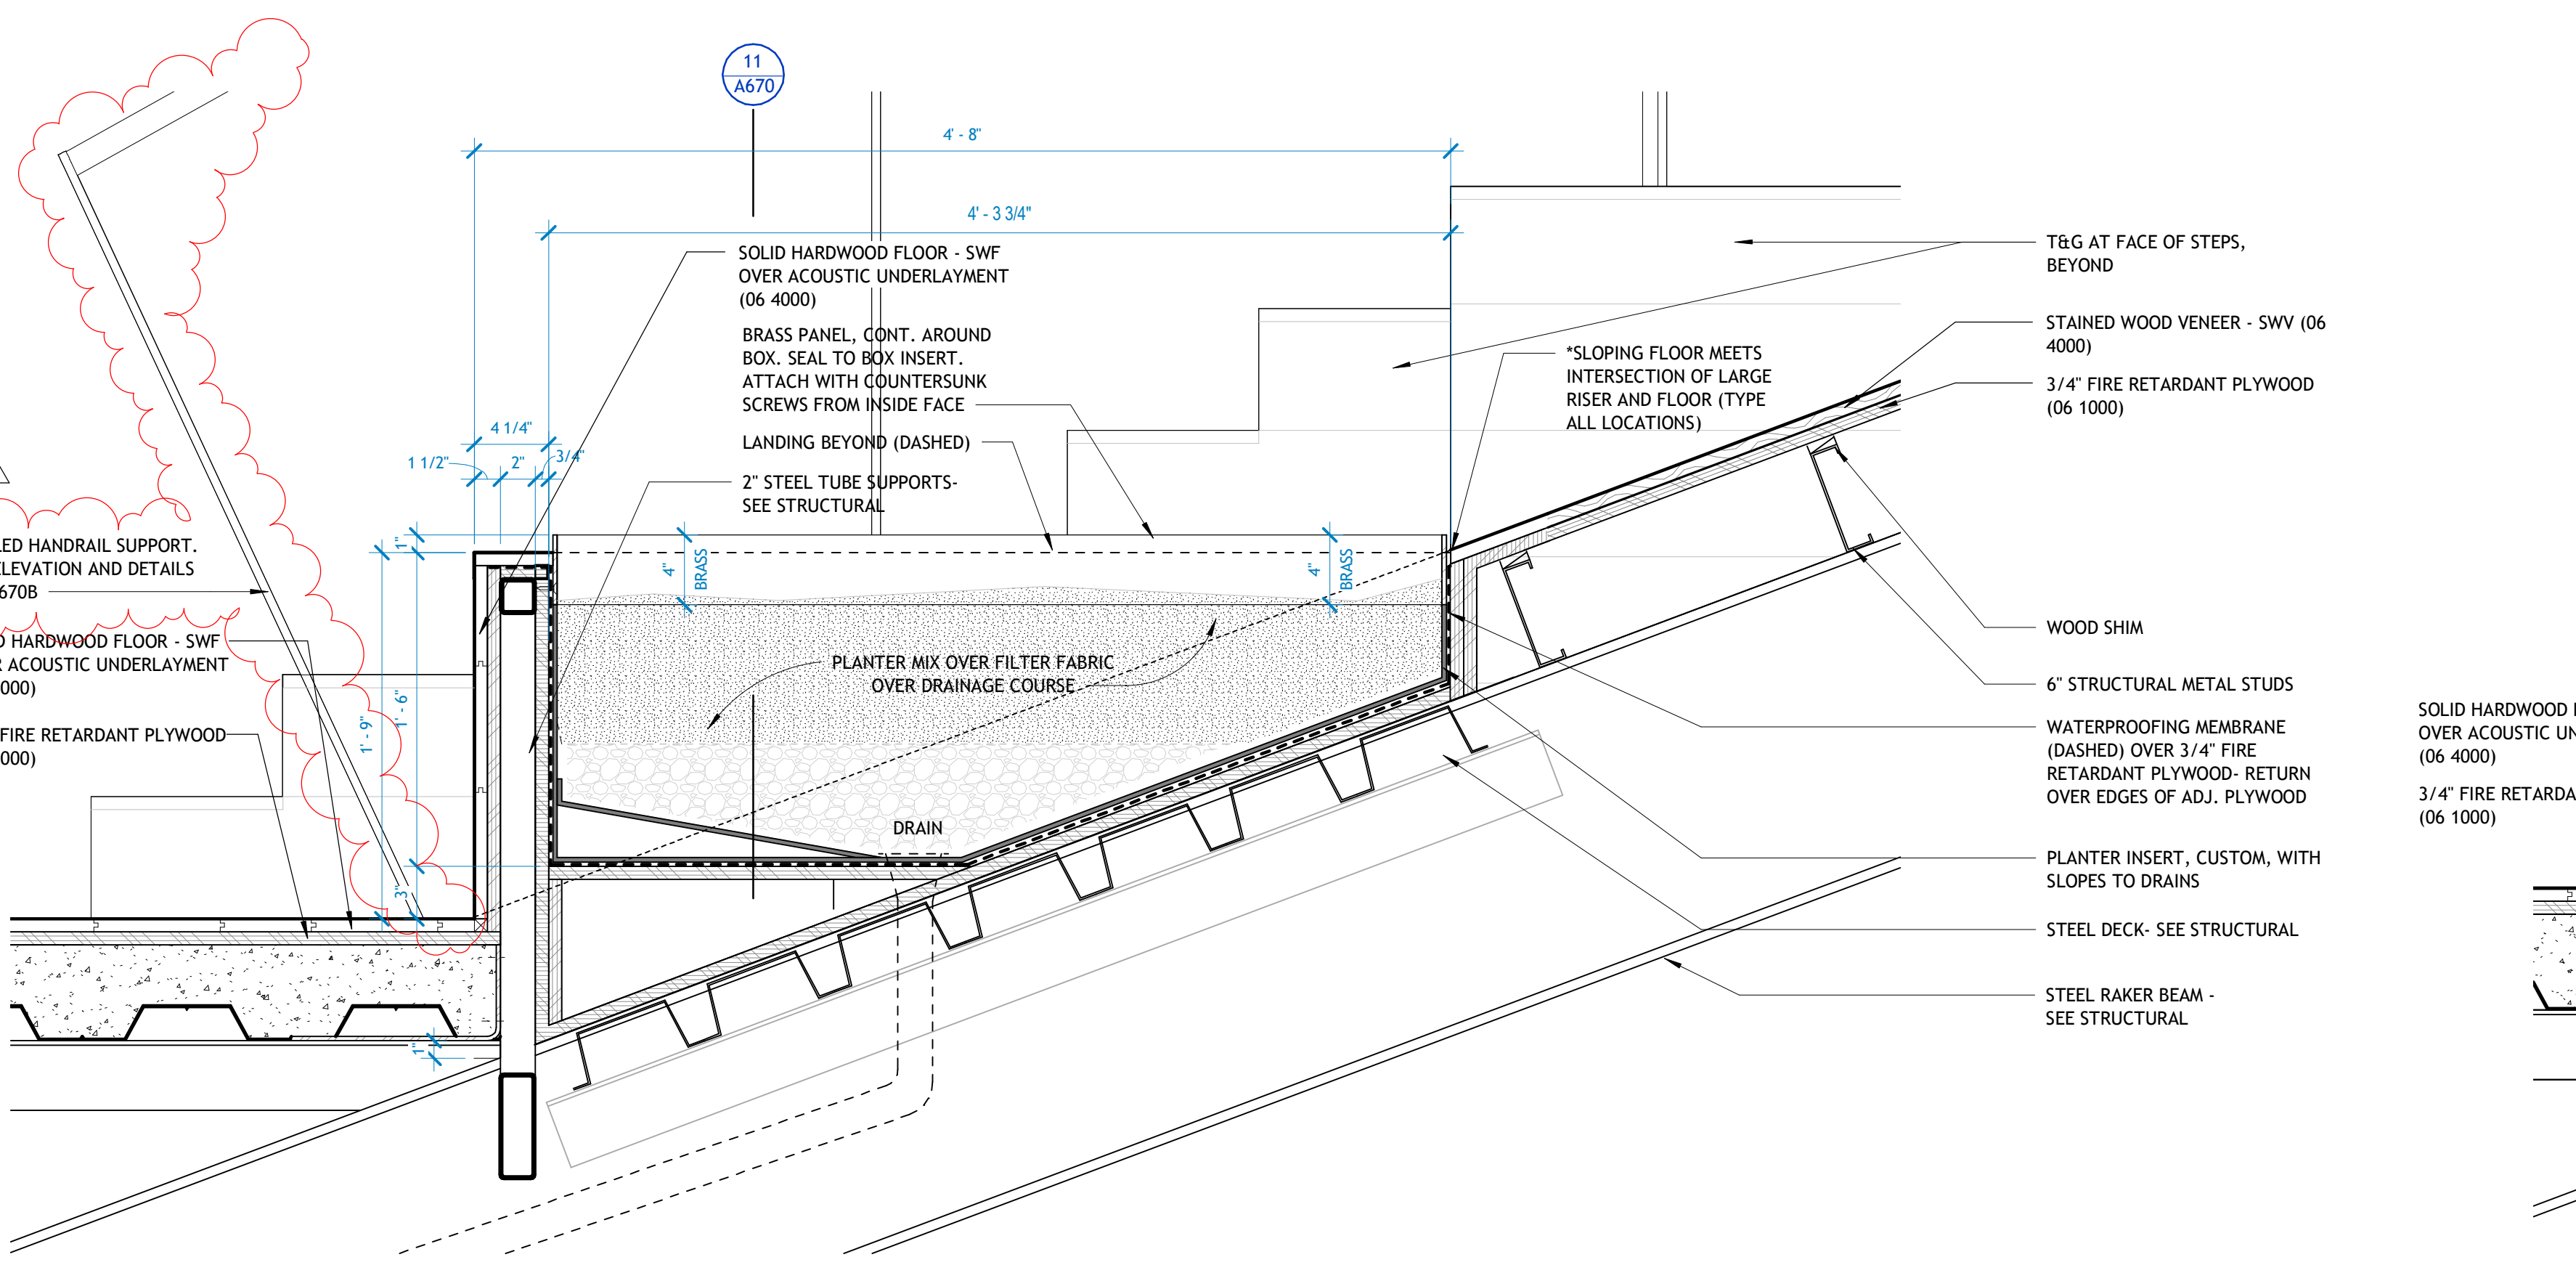 11
A670
4' - 8"
4' - 3 3/4"
SOLID HARDWOOD FLOOR - SWF
OVER ACOUSTIC UNDERLAYMENT
(06 4000)
BRASS PANEL, CONT. AROUND
BOX. SEAL TO BOX INSERT.
ATTACH WITH COUNTERSUNK
SCREWS FROM INSIDE FACE
LANDING BEYOND (DASHED)
2" STEEL TUBE SUPPORTS-
SEE STRUCTURAL
4 1/4"
1 1/2"
2"
3/4"
1"
4"
BRASS
4"
BRASS
1' - 9"
1' - 6"
3"
1"
LED HANDRAIL SUPPORT.
ELEVATION AND DETAILS
670B
D HARDWOOD FLOOR - SWF
R ACOUSTIC UNDERLAYMENT
000)
FIRE RETARDANT PLYWOOD
000)
PLANTER MIX OVER FILTER FABRIC
OVER DRAINAGE COURSE
DRAIN
*SLOPING FLOOR MEETS
INTERSECTION OF LARGE
RISER AND FLOOR (TYPE
ALL LOCATIONS)
T&G AT FACE OF STEPS,
BEYOND
STAINED WOOD VENEER - SWV (06
4000)
3/4" FIRE RETARDANT PLYWOOD
(06 1000)
WOOD SHIM
6" STRUCTURAL METAL STUDS
WATERPROOFING MEMBRANE
(DASHED) OVER 3/4" FIRE
RETARDANT PLYWOOD- RETURN
OVER EDGES OF ADJ. PLYWOOD
PLANTER INSERT, CUSTOM, WITH
SLOPES TO DRAINS
STEEL DECK- SEE STRUCTURAL
STEEL RAKER BEAM -
SEE STRUCTURAL
SOLID HARDWOOD
OVER ACOUSTIC UN
(06 4000)
3/4" FIRE RETARDA
(06 1000)